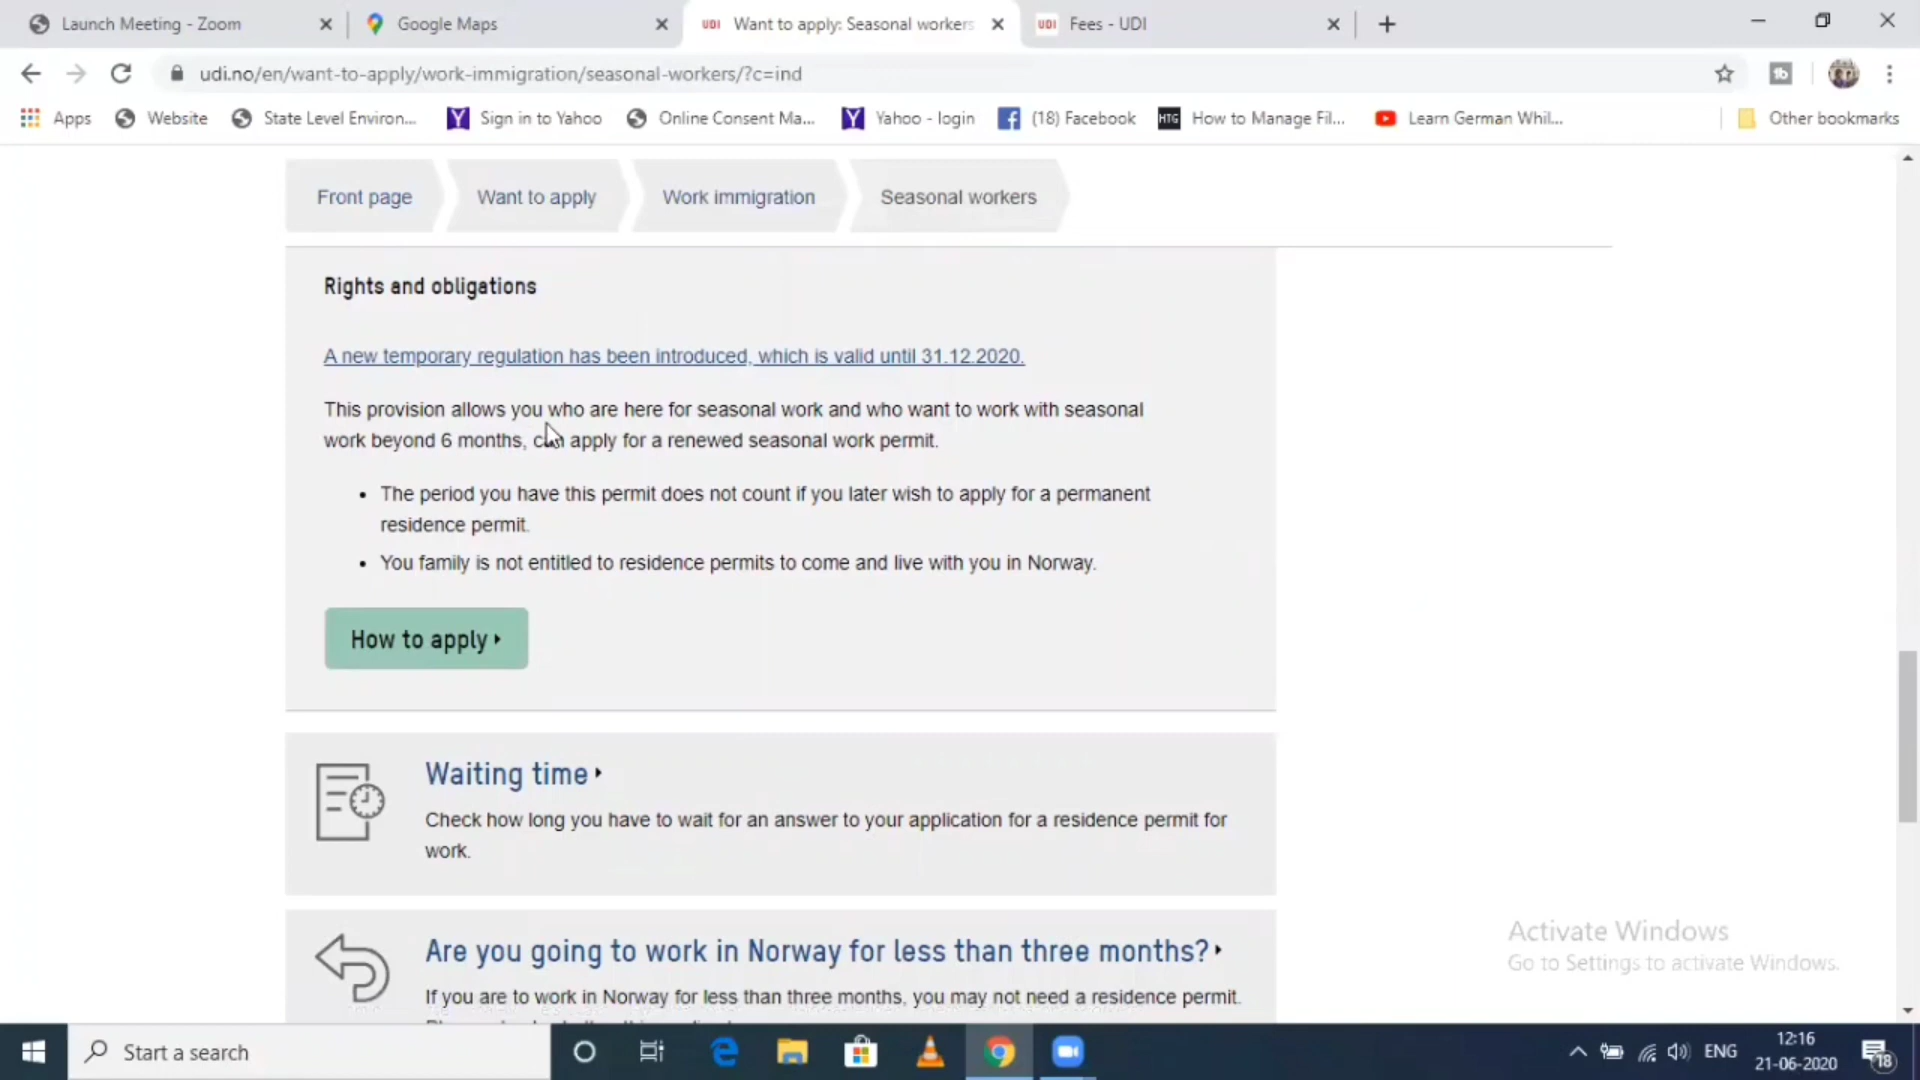 Launch Meeting - Zoom
Google Maps
UDI Want to apply: Seasonal workers
UDI Fees - UDI
udi.no/en/want-to-apply/work-immigration/seasonal-workers/?c=ind
Apps
Website
State Level Environ...
Sign in to Yahoo
Online Consent Ma...
Yahoo - login
(18) Facebook
HTG How to Manage Fil...
Learn German Whil...
Other bookmarks
Front page
Want to apply
Work immigration
Seasonal workers
Rights and obligations
A new temporary regulation has been introduced, which is valid until 31.12.2020.
This provision allows you who are here for seasonal work and who want to work with seasonal
work beyond 6 months, can apply for a renewed seasonal work permit.
• The period you have this permit does not count if you later wish to apply for a permanent
residence permit.
• You family is not entitled to residence permits to come and live with you in Norway.
How to apply
Waiting time
Check how long you have to wait for an answer to your application for a residence permit for
work.
Are you going to work in Norway for less than three months?
If you are to work in Norway for less than three months, you may not need a residence permit.
Activate Windows
Go to Settings to activate Windows.
Start a search
ENG
12:16
21-06-2020
18